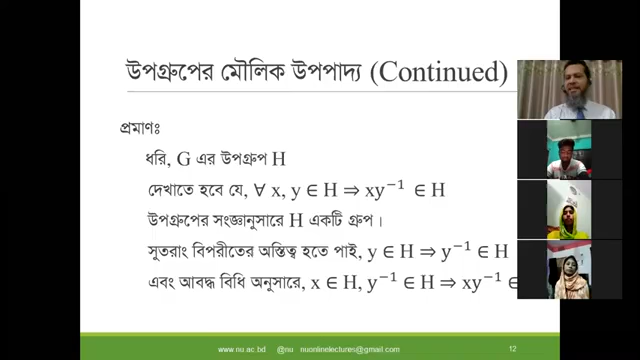 উপগ্রুপের মৌলিক উপপাদ্য (Continued)
প্রমাণঃ
ধরি, G এর উপগ্রুপ H
দেখাতে হবে যে, ∀ x, y ∈ H ⇒ xy⁻¹ ∈ H
উপগ্রুপের সংজ্ঞানুসারে H একটি গ্রুপ।
সুতরাং বিপরীতের অস্তিত্ব হতে পাই, y ∈ H ⇒ y⁻¹ ∈ H
এবং আবদ্ধ বিধি অনুসারে, x ∈ H, y⁻¹ ∈ H ⇒ xy⁻¹ ∈
www.nu.ac.bd @nu nuonlinelectures@gmail.com 12